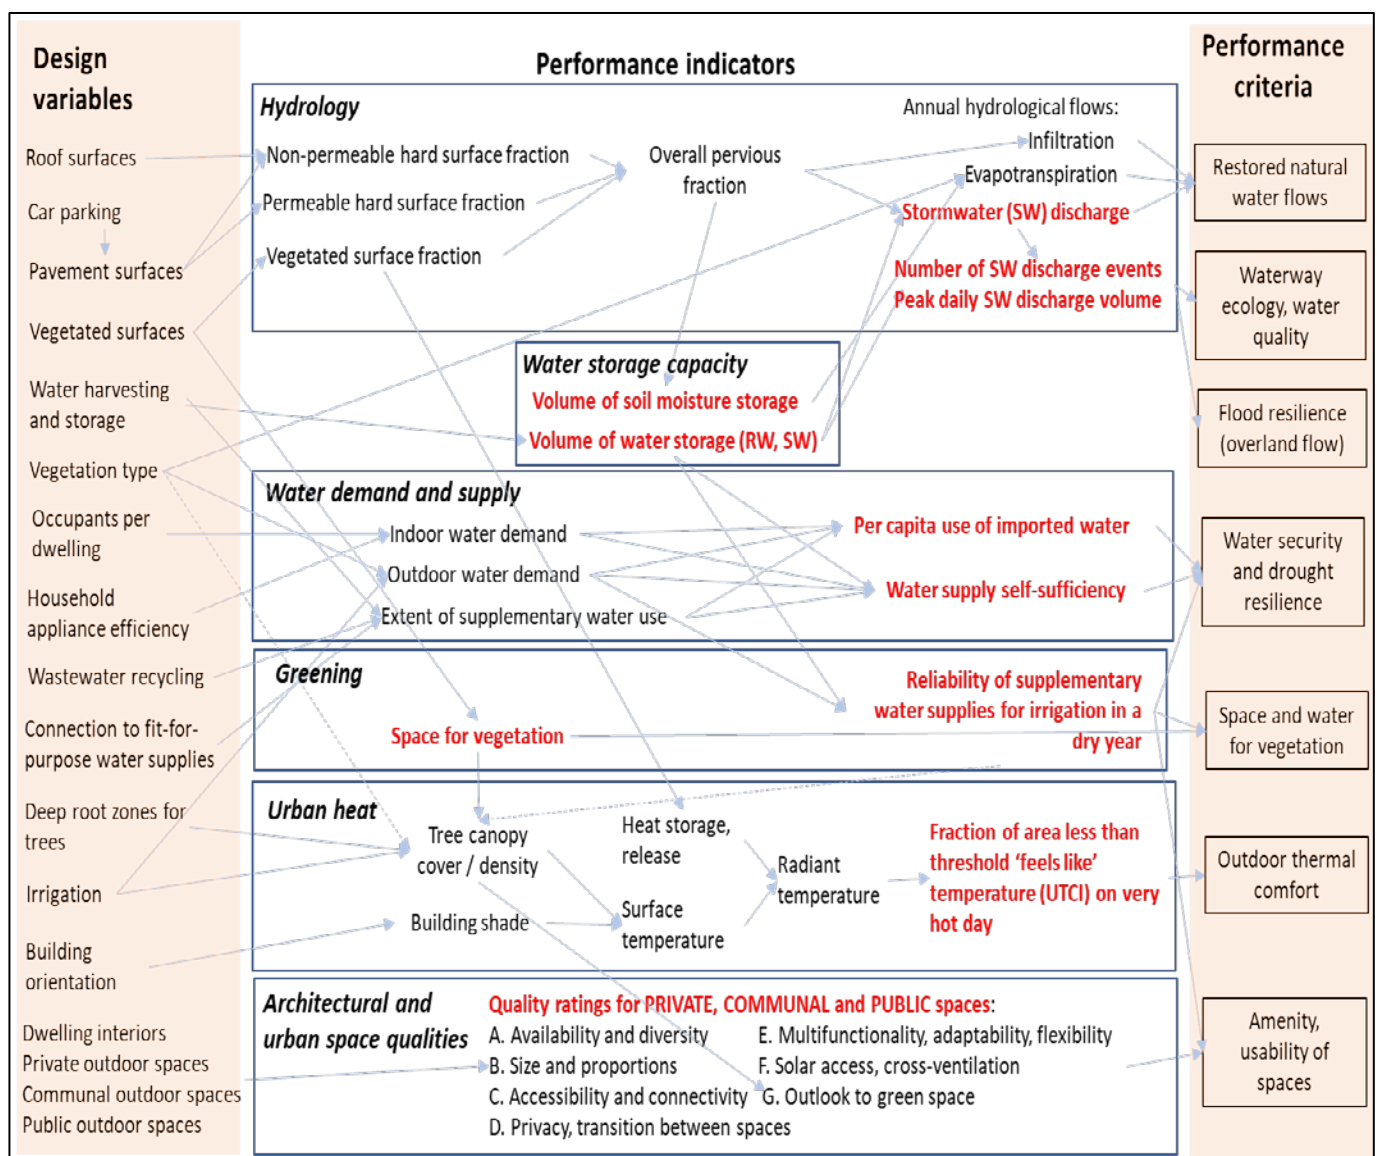 Design
variables
Roof surfaces
Car parking
Pavement surfaces
Vegetated surfaces
Water harvesting
and storage
Vegetation type
Occupants per
dwelling
Household
appliance efficiency
Wastewater recycling
Connection to fit-for-
purpose water supplies
Deep root zones for
trees
Irrigation
Building
orientation
Dwelling interiors
Private outdoor spaces
Communal outdoor spaces
Public outdoor spaces
Performance indicators
Hydrology
Non-permeable hard surface fraction
Permeable hard surface fraction
Vegetated surface fraction
Overall pervious
fraction
Annual hydrological flows:
Infiltration
Evapotranspiration
Stormwater (SW) discharge
Number of SW discharge events
Peak daily SW discharge volume
Water storage capacity
Volume of soil moisture storage
Volume of water storage (RW, SW)
Water demand and supply
Indoor water demand
Outdoor water demand
Extent of supplementary water use
Per capita use of imported water
Water supply self-sufficiency
Greening
Space for vegetation
Reliability of supplementary
water supplies for irrigation in a
dry year
Urban heat
Tree canopy
cover / density
Building shade
Heat storage,
release
Surface
temperature
Radiant
temperature
Fraction of area less than
threshold ‘feels like’
temperature (UTCI) on very
hot day
Architectural and
urban space qualities
Quality ratings for PRIVATE, COMMUNAL and PUBLIC spaces:
A. Availability and diversity
B. Size and proportions
C. Accessibility and connectivity
D. Privacy, transition between spaces
E. Multifunctionality, adaptability, flexibility
F. Solar access, cross-ventilation
G. Outlook to green space
Performance
criteria
Restored natural
water flows
Waterway
ecology, water
quality
Flood resilience
(overland flow)
Water security
and drought
resilience
Space and water
for vegetation
Outdoor thermal
comfort
Amenity,
usability of
spaces